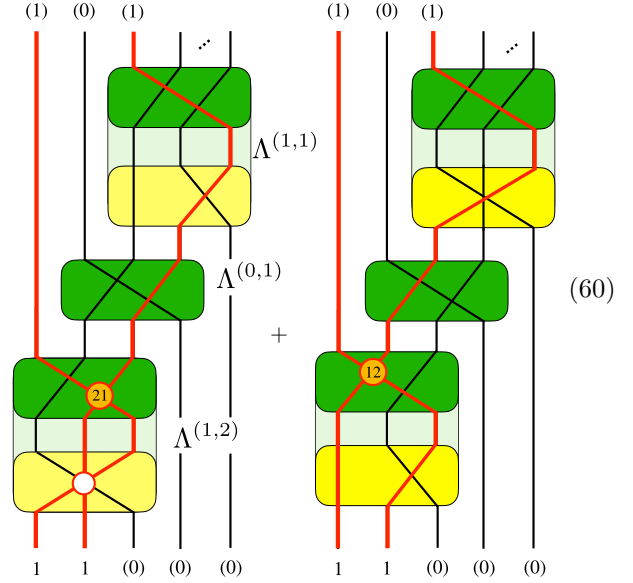 (1) (0) (1) (1) (0) (1)
... ...
Λ^(1,1)
Λ^(0,1)
(60)
+
12
21
Λ^(1,2)
1 1 (0) (0) (0) 1 1 (0) (0) (0)